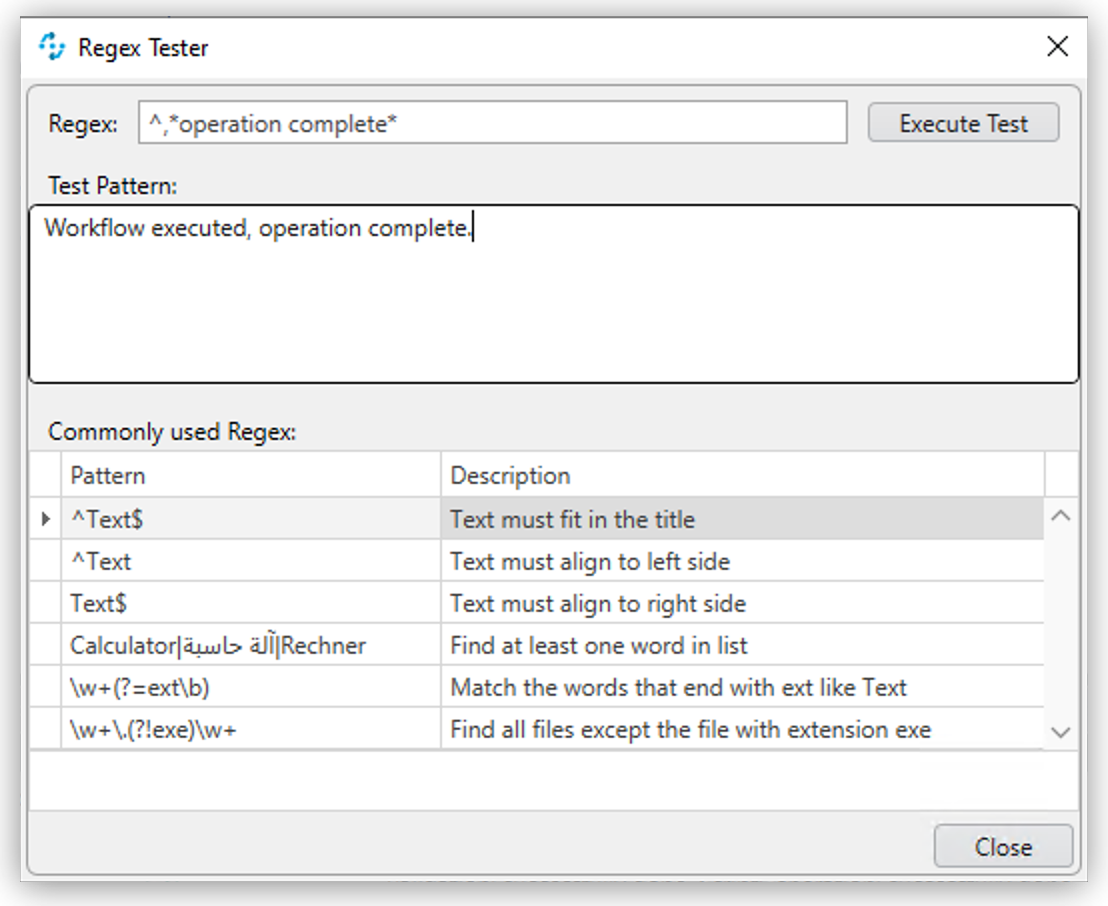 Regex Tester
Regex: ^,*operation complete* Execute Test
Test Pattern:
Workflow executed, operation complete.
Commonly used Regex:
Pattern Description
^Text$ Text must fit in the title
^Text Text must align to left side
Text$ Text must align to right side
Calculator|آلة حاسبة|Rechner Find at least one word in list
\w+(?=ext\b) Match the words that end with ext like Text
\w+\.(?!exe)\w+ Find all files except the file with extension exe
Close